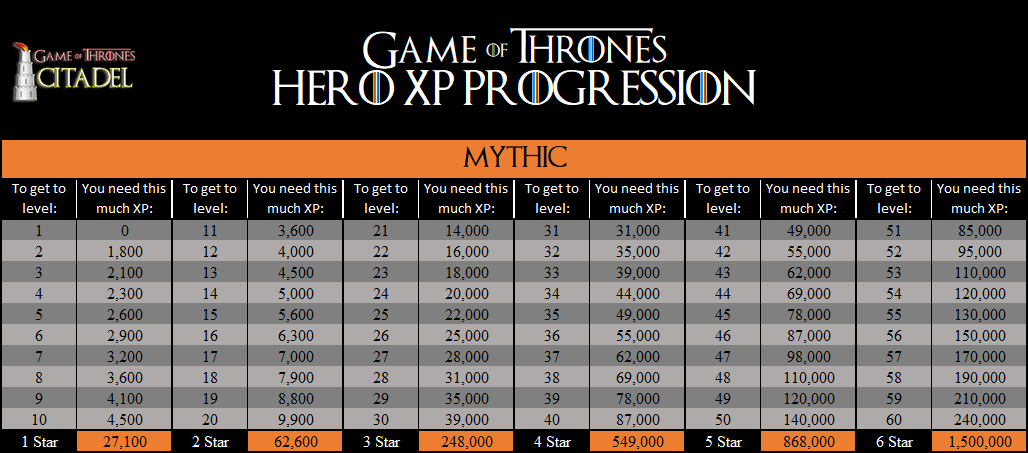 GAME OF THRONES
CITADEL
GAME OF THRONES
HERO XP PROGRESSION
MYTHIC
To get to level: You need this much XP: To get to level: You need this much XP: To get to level: You need this much XP: To get to level: You need this much XP: To get to level: You need this much XP: To get to level: You need this much XP:
1 0 11 3,600 21 14,000 31 31,000 41 49,000 51 85,000
2 1,800 12 4,000 22 16,000 32 35,000 42 55,000 52 95,000
3 2,100 13 4,500 23 18,000 33 39,000 43 62,000 53 110,000
4 2,300 14 5,000 24 20,000 34 44,000 44 69,000 54 120,000
5 2,600 15 5,600 25 22,000 35 49,000 45 78,000 55 130,000
6 2,900 16 6,300 26 25,000 36 55,000 46 87,000 56 150,000
7 3,200 17 7,000 27 28,000 37 62,000 47 98,000 57 170,000
8 3,600 18 7,900 28 31,000 38 69,000 48 110,000 58 190,000
9 4,100 19 8,800 29 35,000 39 78,000 49 120,000 59 210,000
10 4,500 20 9,900 30 39,000 40 87,000 50 140,000 60 240,000
1 Star 27,100 2 Star 62,600 3 Star 248,000 4 Star 549,000 5 Star 868,000 6 Star 1,500,000